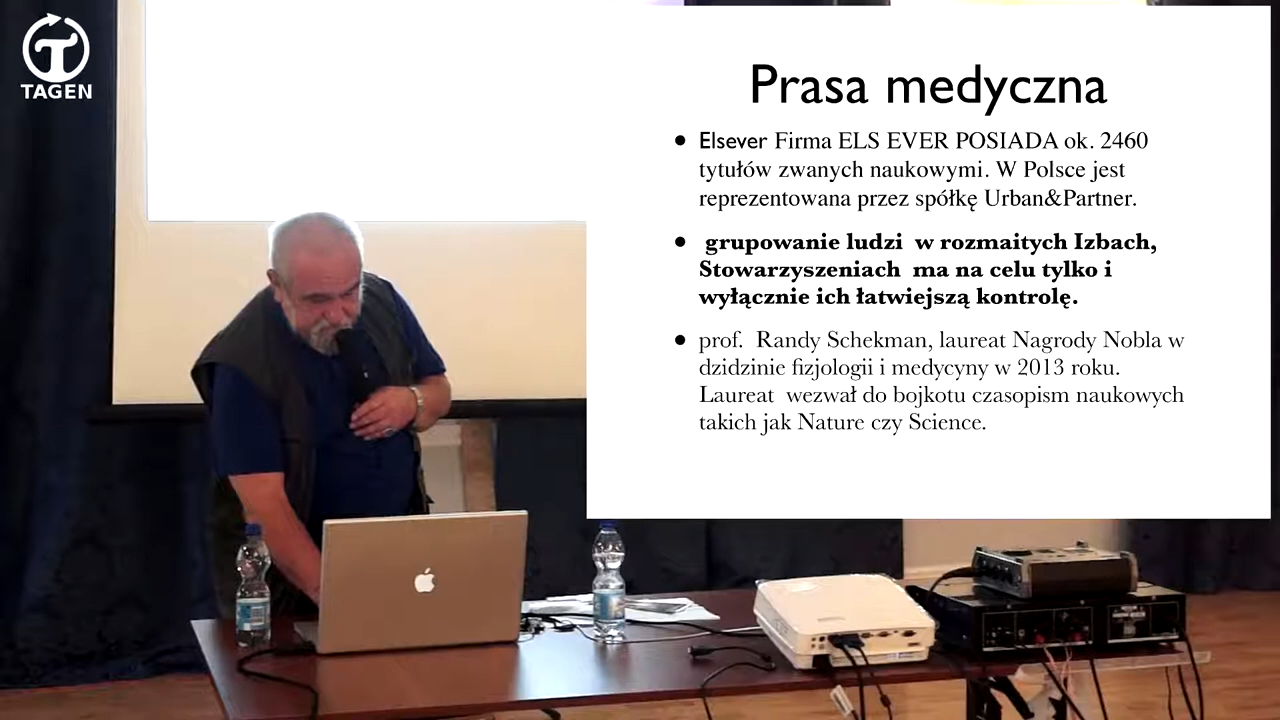 TAGEN
Prasa medyczna
• Elsever Firma ELS EVER POSIADA ok. 2460
tytułów zwanych naukowymi. W Polsce jest
reprezentowana przez spółkę Urban&Partner.
• grupowanie ludzi w rozmaitych Izbach,
Stowarzyszeniach ma na celu tylko i
wyłącznie ich łatwiejszą kontrolę.
• prof. Randy Schekman, laureat Nagrody Nobla w
dzidzinie fizjologii i medycyny w 2013 roku.
Laureat wezwał do bojkotu czasopism naukowych
takich jak Nature czy Science.